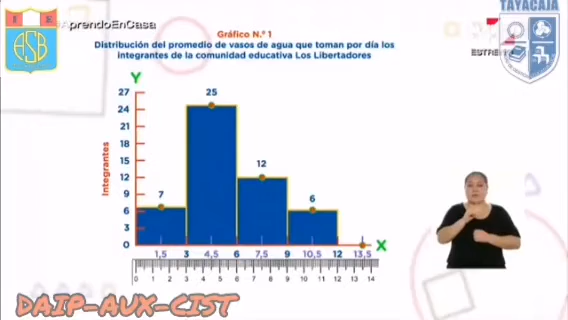 #AprendoEnCasa
TAYACAJA
ASB
Gráfico N.° 1
Distribución del promedio de vasos de agua que toman por día los
integrantes de la comunidad educativa Los Libertadores
ESTRE
Y
Integrantes
27
24
21
18
15
12
9
6
3
0
7
25
12
6
X
1,5 3 4,5 6 7,5 9 10,5 12 13,5
0 1 2 3 4 5 6 7 8 9 10 11 12 13 14
DAIP-AUX-CIST